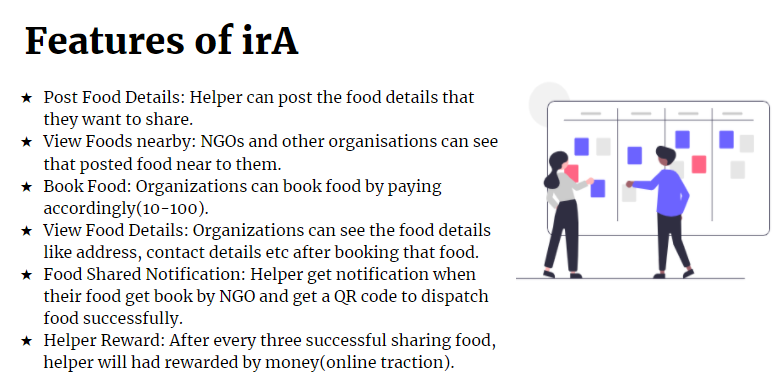 Features of irA
★ Post Food Details: Helper can post the food details that
they want to share.
★ View Foods nearby: NGOs and other organisations can see
that posted food near to them.
★ Book Food: Organizations can book food by paying
accordingly(10-100).
★ View Food Details: Organizations can see the food details
like address, contact details etc after booking that food.
★ Food Shared Notification: Helper get notification when
their food get book by NGO and get a QR code to dispatch
food successfully.
★ Helper Reward: After every three successful sharing food,
helper will had rewarded by money(online traction).